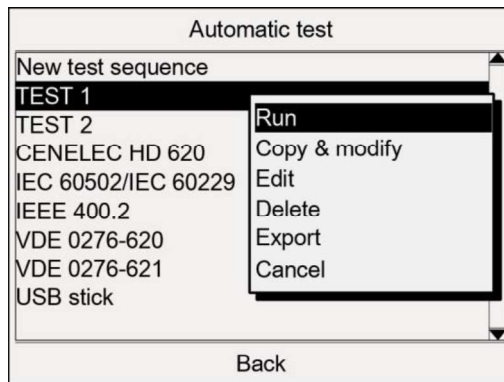 Automatic test
New test sequence
TEST 1
TEST 2
CENELEC HD 620
IEC 60502/IEC 60229
IEEE 400.2
VDE 0276-620
VDE 0276-621
USB stick
Run
Copy & modify
Edit
Delete
Export
Cancel
Back